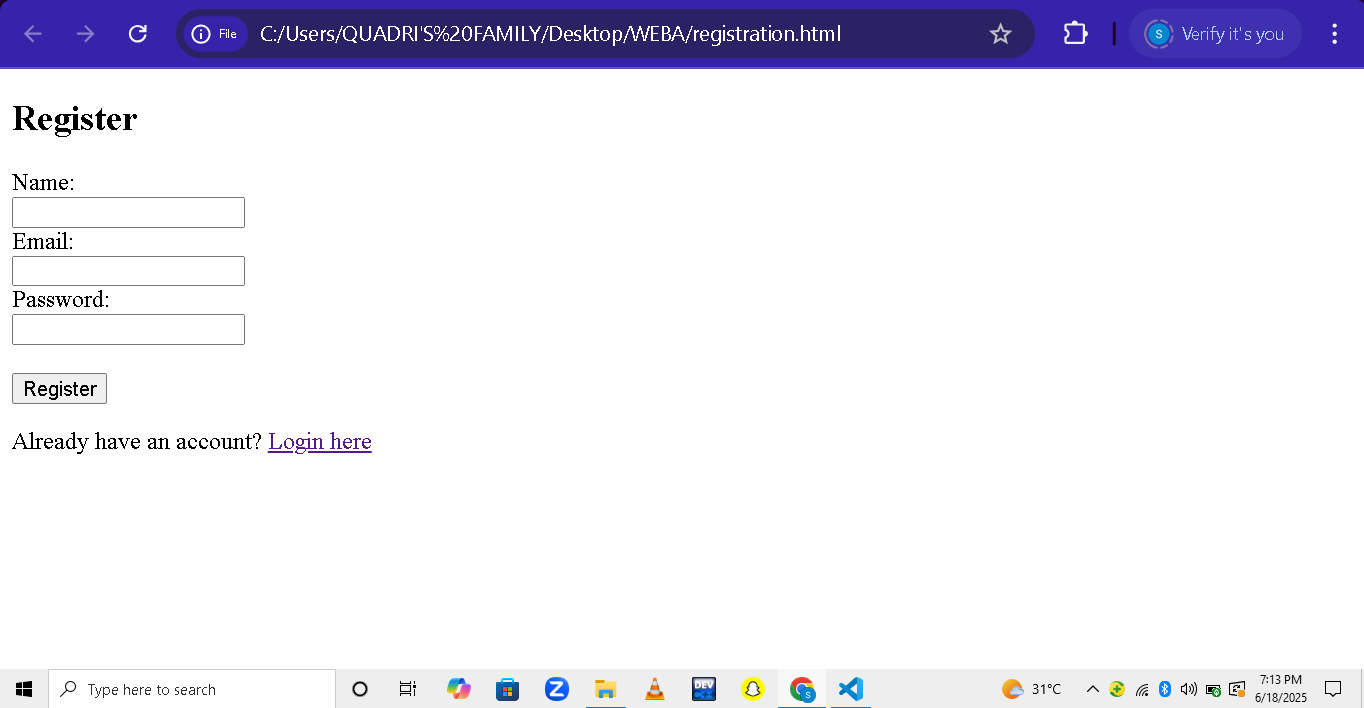 File C:/Users/QUADRI'S%20FAMILY/Desktop/WEBA/registration.html S Verify it's you
Register
Name:
Email:
Password:
Register
Already have an account? Login here
Type here to search
DEV
S
31°C
7:13 PM
6/18/2025